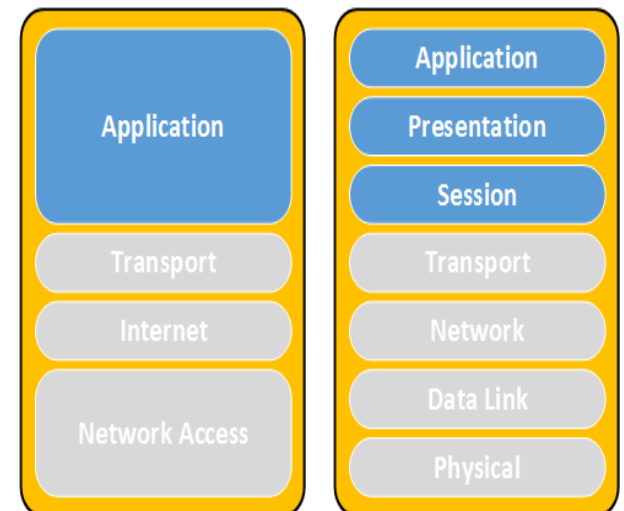 Application
Transport
Internet
Network Access
Application
Presentation
Session
Transport
Network
Data Link
Physical